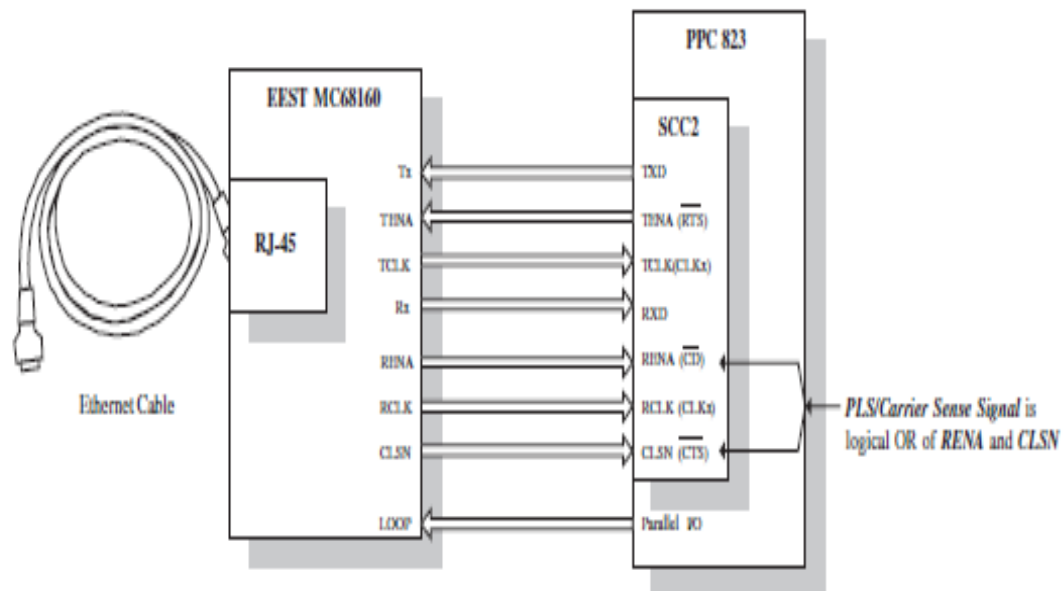 PPC 823
EEST MC68160
SCC2
Tx
TXD
TENA
TENA (RTS)
RJ-45
TCLK
TCLK(CLKx)
Rx
RXD
RENA
RENA (CD)
Ethernet Cable
RCLK
RCLK (CLKx)
PLS/Carrier Sense Signal is
logical OR of RENA and CLSN
CLSN
CLSN (CTS)
LOOP
Parallel I/O